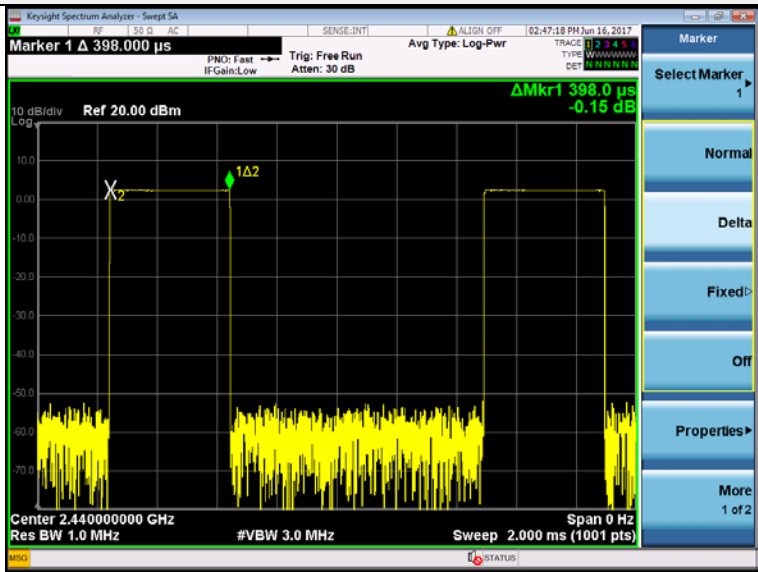 Keysight Spectrum Analyzer - Swept SA
LXI RF 50 Ω AC SENSE:INT ALIGN OFF 02:47:18 PM Jun 16, 2017
Marker 1 Δ 398.000 µs
PNO: Fast
IFGain:Low
Trig: Free Run
Atten: 30 dB
Avg Type: Log-Pwr
TRACE 1 2 3 4 5 6
TYPE WWWWWW
DET N N N N N N
ΔMkr1 398.0 µs
-0.15 dB
10 dB/div Ref 20.00 dBm
Log
1Δ2
X2
10.0
0.00
-10.0
-20.0
-30.0
-40.0
-50.0
-60.0
-70.0
Center 2.440000000 GHz Span 0 Hz
Res BW 1.0 MHz #VBW 3.0 MHz Sweep 2.000 ms (1001 pts)
MSG STATUS
Marker
Select Marker
1
Normal
Delta
Fixed
Off
Properties
More
1 of 2